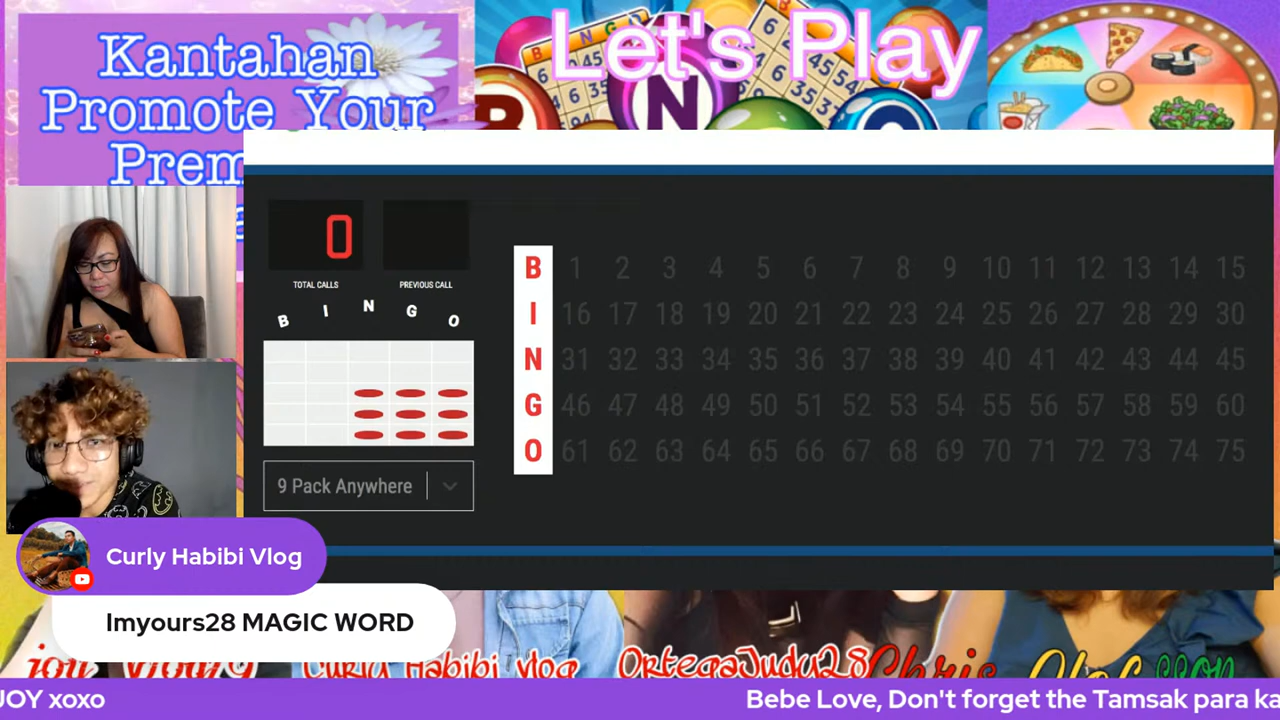 Kantahan
Promote Your
Prem
Let's Play
B N G O
N
0
TOTAL CALLS
PREVIOUS CALL
B I N G O
9 Pack Anywhere
B 1 2 3 4 5 6 7 8 9 10 11 12 13 14 15
I 16 17 18 19 20 21 22 23 24 25 26 27 28 29 30
N 31 32 33 34 35 36 37 38 39 40 41 42 43 44 45
G 46 47 48 49 50 51 52 53 54 55 56 57 58 59 60
O 61 62 63 64 65 66 67 68 69 70 71 72 73 74 75
Curly Habibi Vlog
Imyours28 MAGIC WORD
Curly Habibi vlog
OrtegaJudy28
Chris
JOY xoxo
Bebe Love, Don't forget the Tamsak para ka